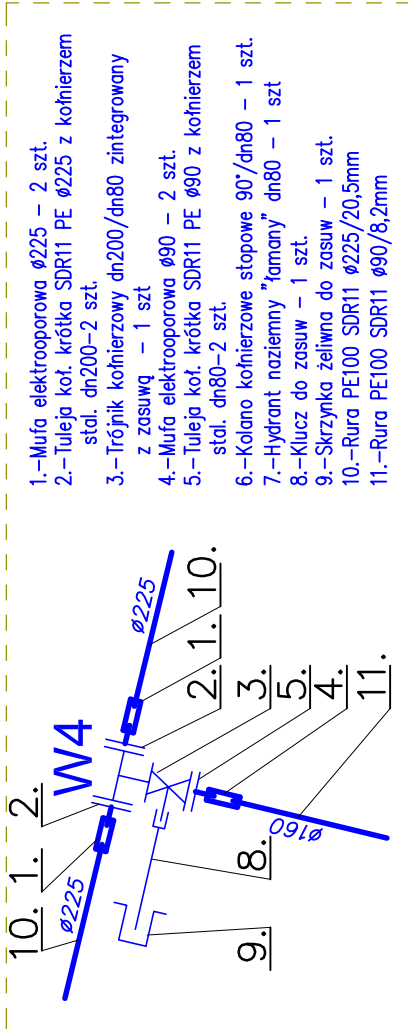 1.-Mufa elektrooporowa ø225 - 2 szt.
2.-Tuleja koł. krótka SDR11 PE ø225 z kołnierzem
stal. dn200-2 szt.
3.-Trójnik kołnierzowy dn200/dn80 zintegrowany
z zasuwą - 1 szt
4.-Mufa elektrooporowa ø90 - 2 szt.
5.-Tuleja koł. krótka SDR11 PE ø90 z kołnierzem
stal. dn80-2 szt.
6.-Kolano kołnierzowe stopowe 90°/dn80 - 1 szt.
7.-Hydrant naziemny "łamany" dn80 - 1 szt
8.-Klucz do zasuw - 1 szt.
9.-Skrzynka żeliwna do zasuw - 1 szt.
10.-Rura PE100 SDR11 ø225/20,5mm
11.-Rura PE100 SDR11 ø90/8,2mm
10. 1. 2.
W4
ø225
ø225
2. 1. 10.
3.
5.
4.
11.
ø160
8.
9.